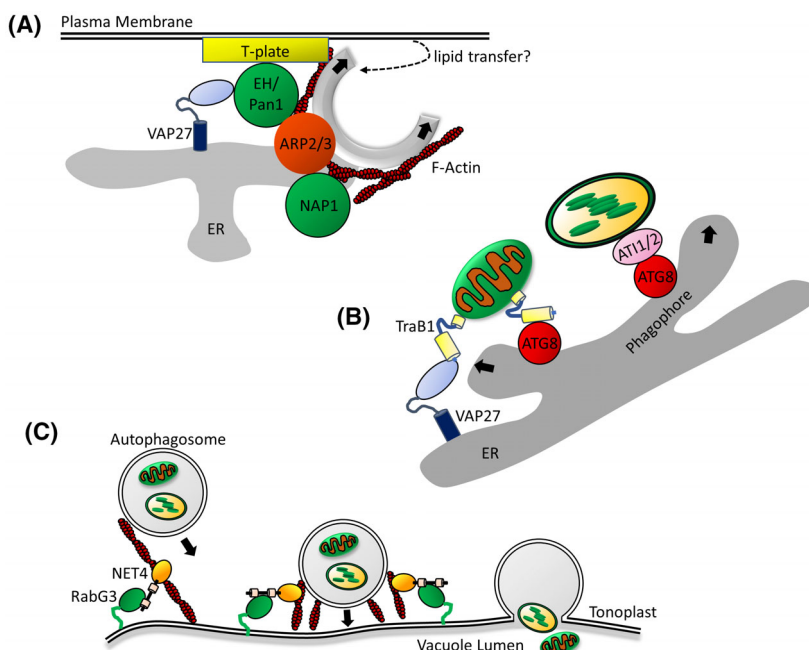 Plasma Membrane
(A)
T-plate
lipid transfer?
EH/
Pan1
VAP27
ARP2/3
F-Actin
NAP1
ER
(B)
ATI1/2
ATG8
TraB1
ATG8
Phagophore
VAP27
ER
(C)
Autophagosome
NET4
RabG3
Tonoplast
Vacuole Lumen